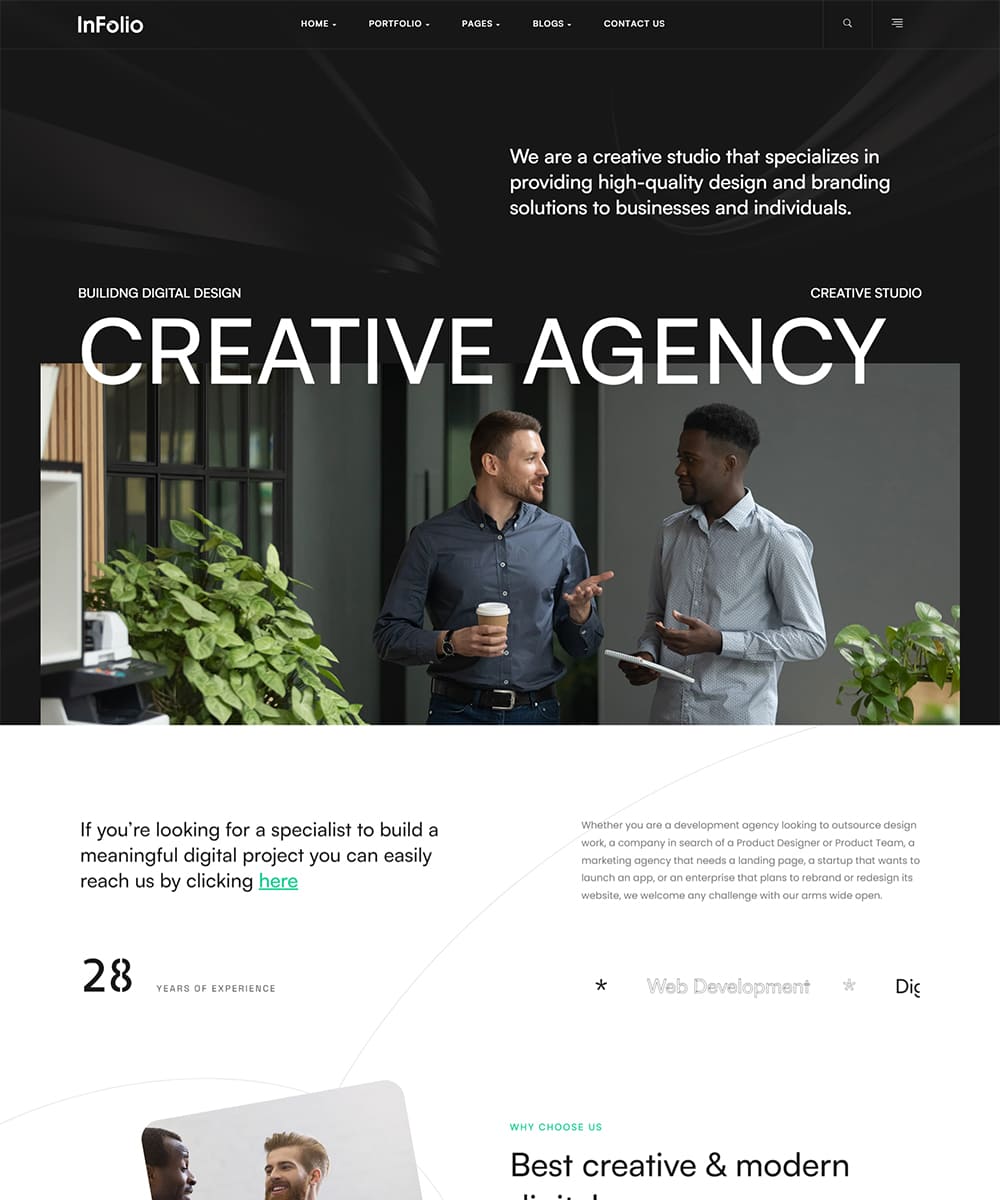 InFolio
HOME PORTFOLIO PAGES BLOGS CONTACT US
We are a creative studio that specializes in
providing high-quality design and branding
solutions to businesses and individuals.
BUILIDNG DIGITAL DESIGN
CREATIVE STUDIO
CREATIVE AGENCY
If you’re looking for a specialist to build a
meaningful digital project you can easily
reach us by clicking here
Whether you are a development agency looking to outsource design
work, a company in search of a Product Designer or Product Team, a
marketing agency that needs a landing page, a startup that wants to
launch an app, or an enterprise that plans to rebrand or redesign its
website, we welcome any challenge with our arms wide open.
28 YEARS OF EXPERIENCE
* Web Development * Dig
WHY CHOOSE US
Best creative & modern